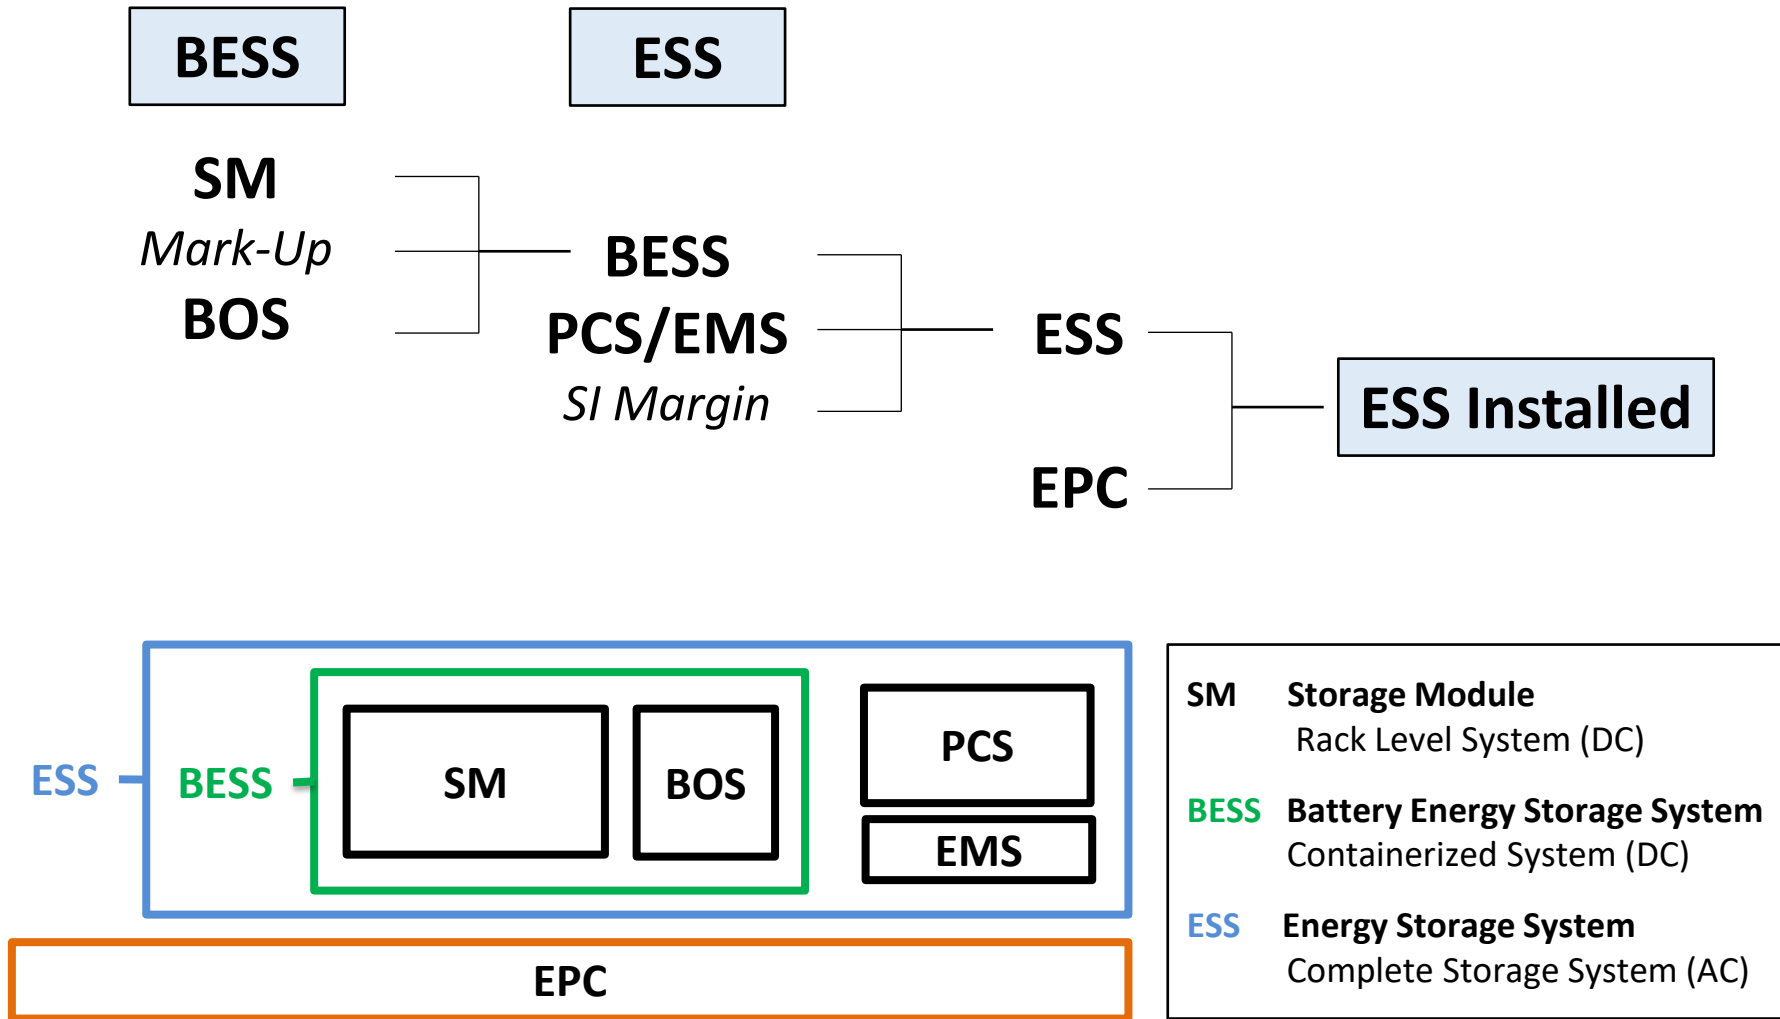 BESS
ESS
SM
Mark-Up
BOS
BESS
PCS/EMS
SI Margin
ESS
EPC
ESS Installed
ESS
BESS
SM
BOS
PCS
EMS
EPC
SM Storage Module
Rack Level System (DC)
BESS Battery Energy Storage System
Containerized System (DC)
ESS Energy Storage System
Complete Storage System (AC)